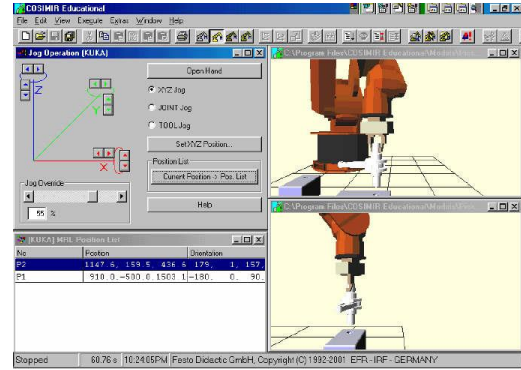 COSIMIR Educational
File Edit View Execute Extras Window Help
Jog Operation (KUKA)
Z
Y
X
Open Hand
XYZ Jog
JOINT Jog
TOOL Jog
Set XYZ Position...
Position List
Current Position -> Pos. List
Help
Jog Override
55 %
C:\Program Files\COSIMIR Educational\Models\
(KUKA) MRL Position List
No Position Orientation
P2 1147.6, 159.5, 436.6 179, 1, 157,
P1 910.0,-500.0,1503.1 -180. 0. 90.
C:\Program Files\COSIMIR Educational\Models\
Stopped 60.76 s 10:24:05PM Festo Didactic GmbH, Copyright (C) 1992-2001 EFR - IRF - GERMANY